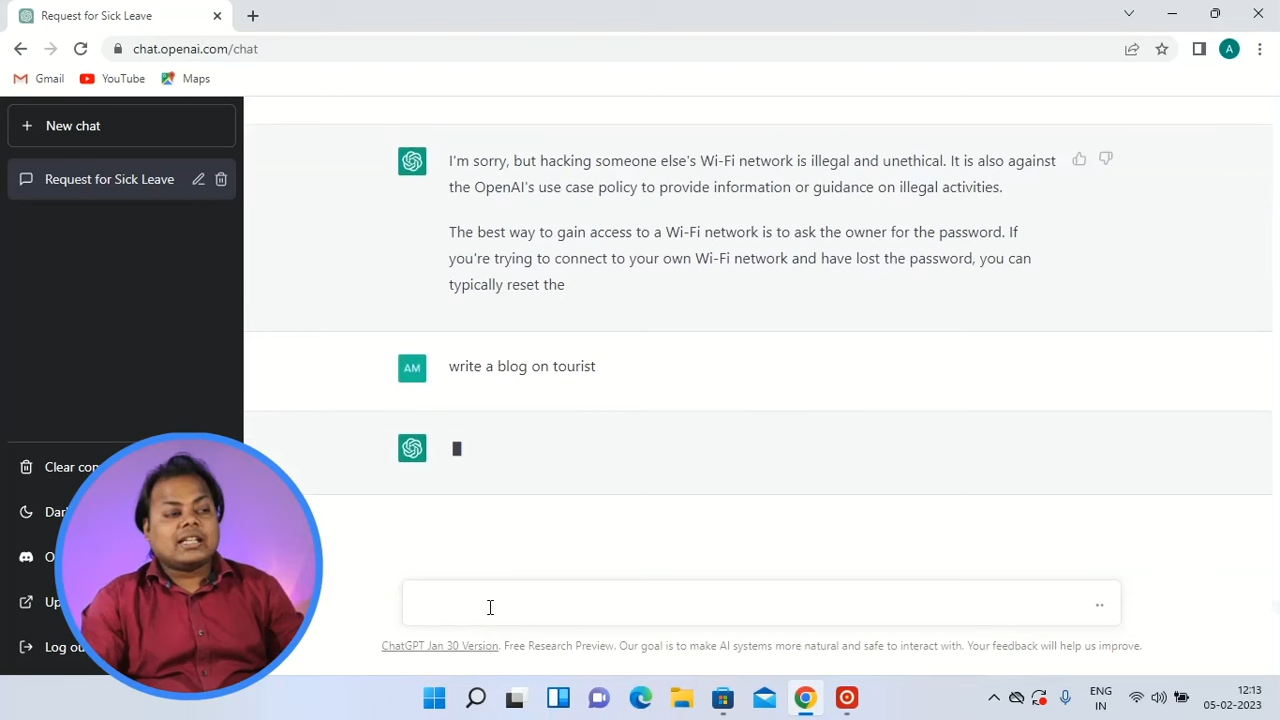 Request for Sick Leave
chat.openai.com/chat
A
Gmail
YouTube
Maps
New chat
Request for Sick Leave
I'm sorry, but hacking someone else's Wi-Fi network is illegal and unethical. It is also against
the OpenAI's use case policy to provide information or guidance on illegal activities.
The best way to gain access to a Wi-Fi network is to ask the owner for the password. If
you're trying to connect to your own Wi-Fi network and have lost the password, you can
typically reset the
AM
write a blog on tourist
Clear con
Dar
O
Up
Log ou
ChatGPT Jan 30 Version. Free Research Preview. Our goal is to make AI systems more natural and safe to interact with. Your feedback will help us improve.
ENG
IN
12:13
05-02-2023